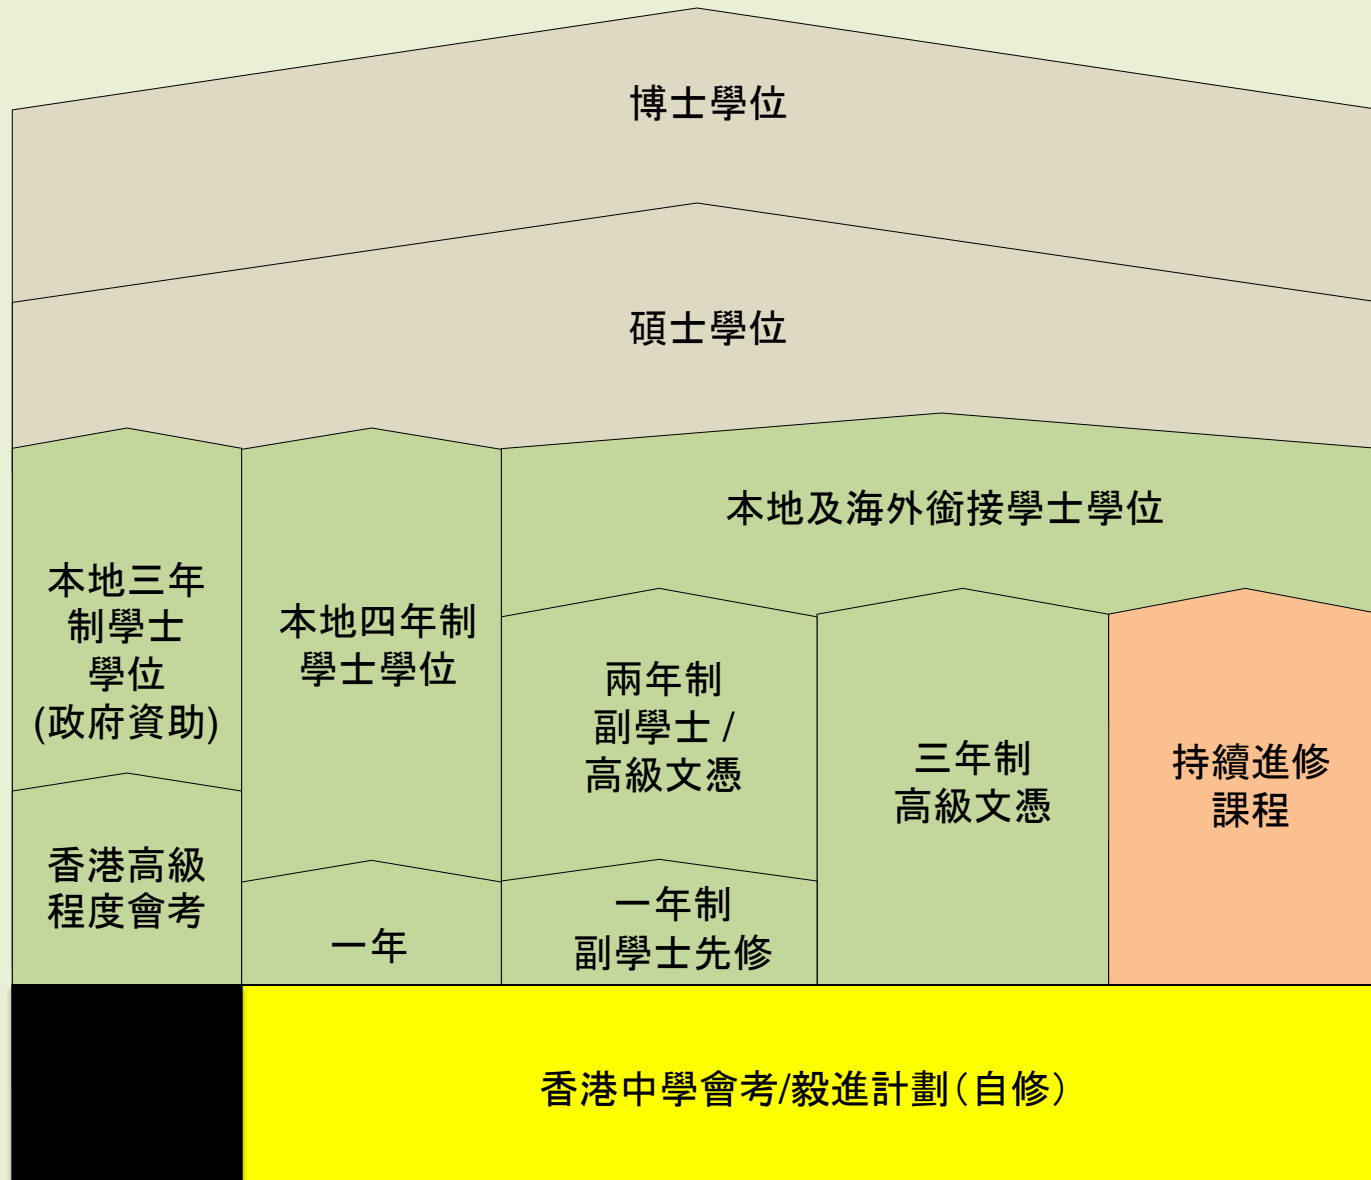 博士學位
碩士學位
本地及海外銜接學士學位
本地三年
制學士
學位
(政府資助)
本地四年制
學士學位
兩年制
副學士 /
高級文憑
三年制
高級文憑
持續進修
課程
香港高級
程度會考
一年
一年制
副學士先修
香港中學會考/毅進計劃(自修)